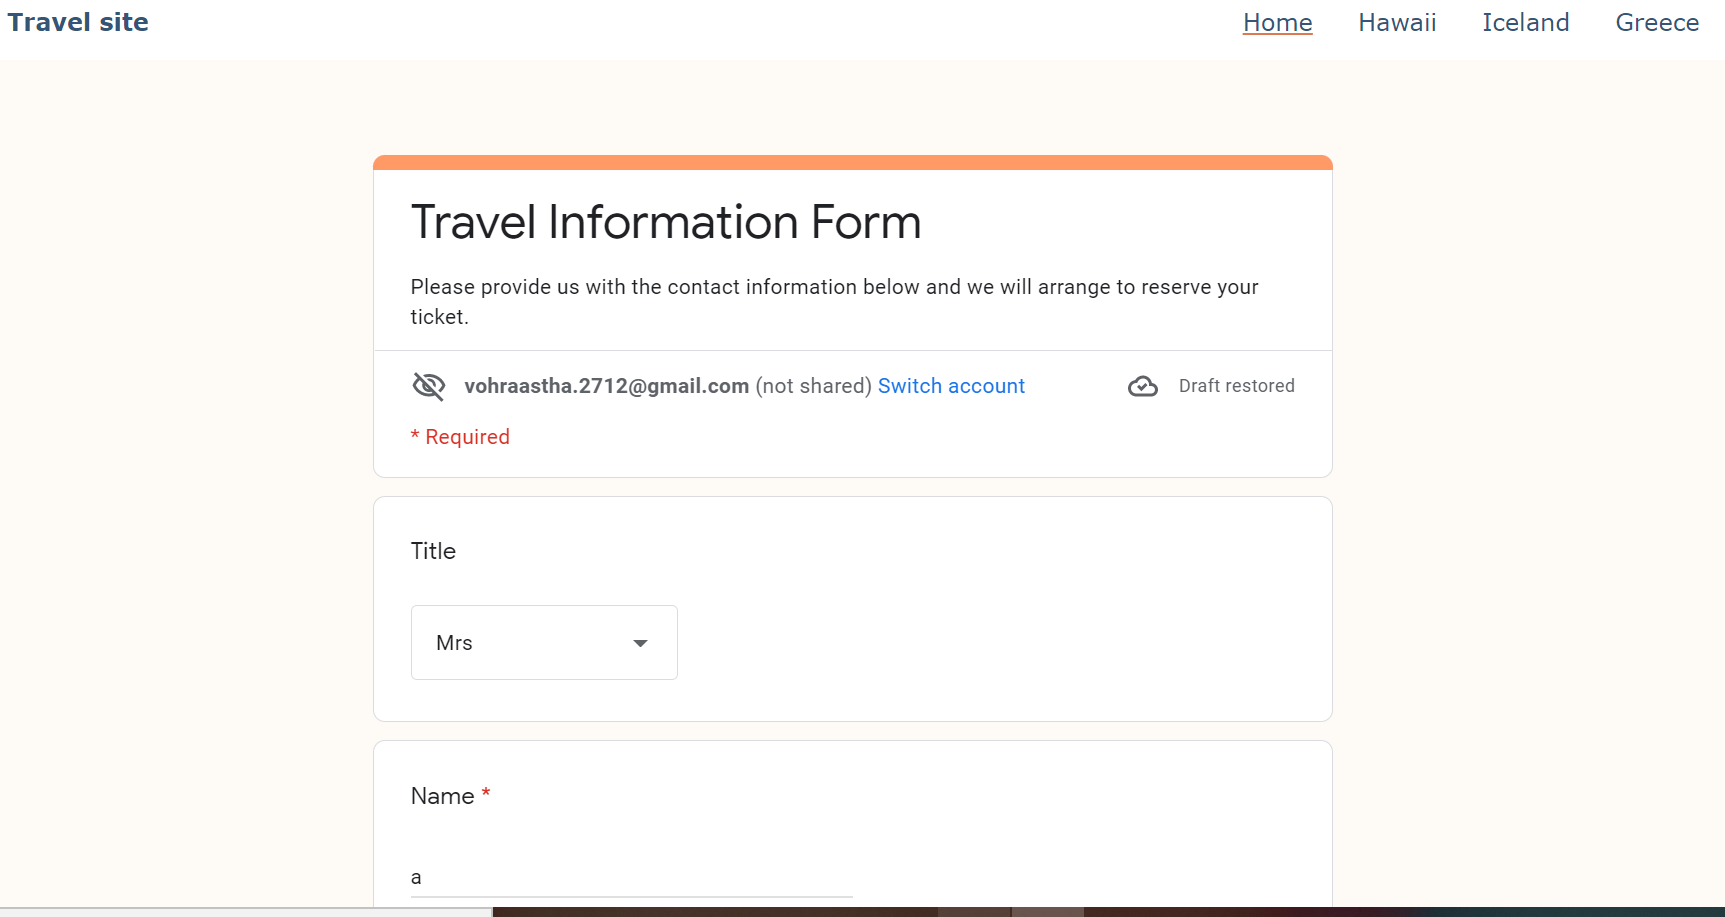 Travel site
Home Hawaii Iceland Greece
Travel Information Form
Please provide us with the contact information below and we will arrange to reserve your
ticket.
vohraastha.2712@gmail.com (not shared) Switch account
Draft restored
* Required
Title
Mrs
Name *
a